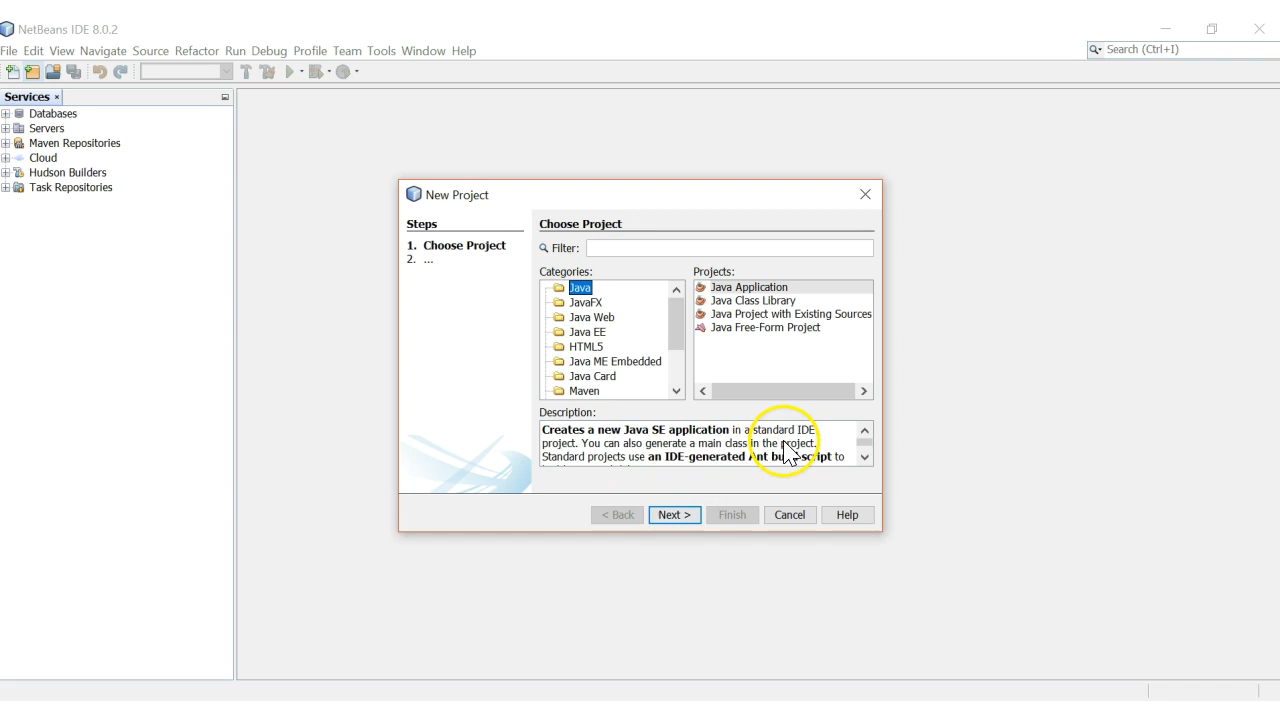 NetBeans IDE 8.0.2
File Edit View Navigate Source Refactor Run Debug Profile Team Tools Window Help
Search (Ctrl+I)
Services
Databases
Servers
Maven Repositories
Cloud
Hudson Builders
Task Repositories
New Project
Steps
1. Choose Project
2. ...
Choose Project
Filter:
Categories:
Java
JavaFX
Java Web
Java EE
HTML5
Java ME Embedded
Java Card
Maven
Projects:
Java Application
Java Class Library
Java Project with Existing Sources
Java Free-Form Project
Description:
Creates a new Java SE application in a standard IDE
project. You can also generate a main class in the project.
Standard projects use an IDE-generated Ant build script to
< Back
Next >
Finish
Cancel
Help